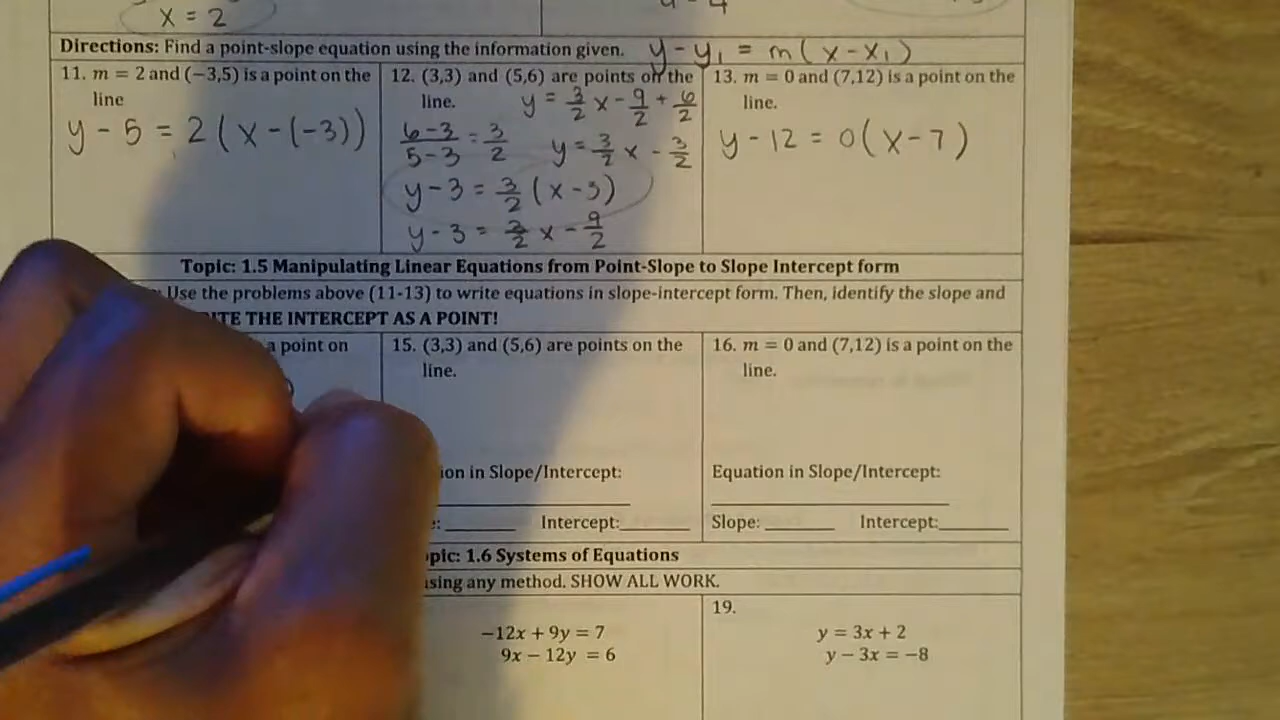 x = 2
Directions: Find a point-slope equation using the information given. y - y₁ = m(x - x₁)
11. m = 2 and (−3,5) is a point on the
line
y - 5 = 2(x - (-3))
12. (3,3) and (5,6) are points on the
line. y = 3/2 x - 9/2 + 6/2
6-3/5-3 = 3/2 y = 3/2 x - 3/2
y - 3 = 3/2 (x - 3)
y - 3 = 3/2 x - 9/2
13. m = 0 and (7,12) is a point on the
line.
y - 12 = 0(x - 7)
Topic: 1.5 Manipulating Linear Equations from Point-Slope to Slope Intercept form
Use the problems above (11-13) to write equations in slope-intercept form. Then, identify the slope and
THE INTERCEPT AS A POINT!
a point on
15. (3,3) and (5,6) are points on the
line.
in Slope/Intercept:
: ________ Intercept:________
16. m = 0 and (7,12) is a point on the
line.
Equation in Slope/Intercept:
Slope: ________ Intercept:________
1.6 Systems of Equations
using any method. SHOW ALL WORK.
−12x + 9y = 7
9x − 12y = 6
19.
y = 3x + 2
y − 3x = −8